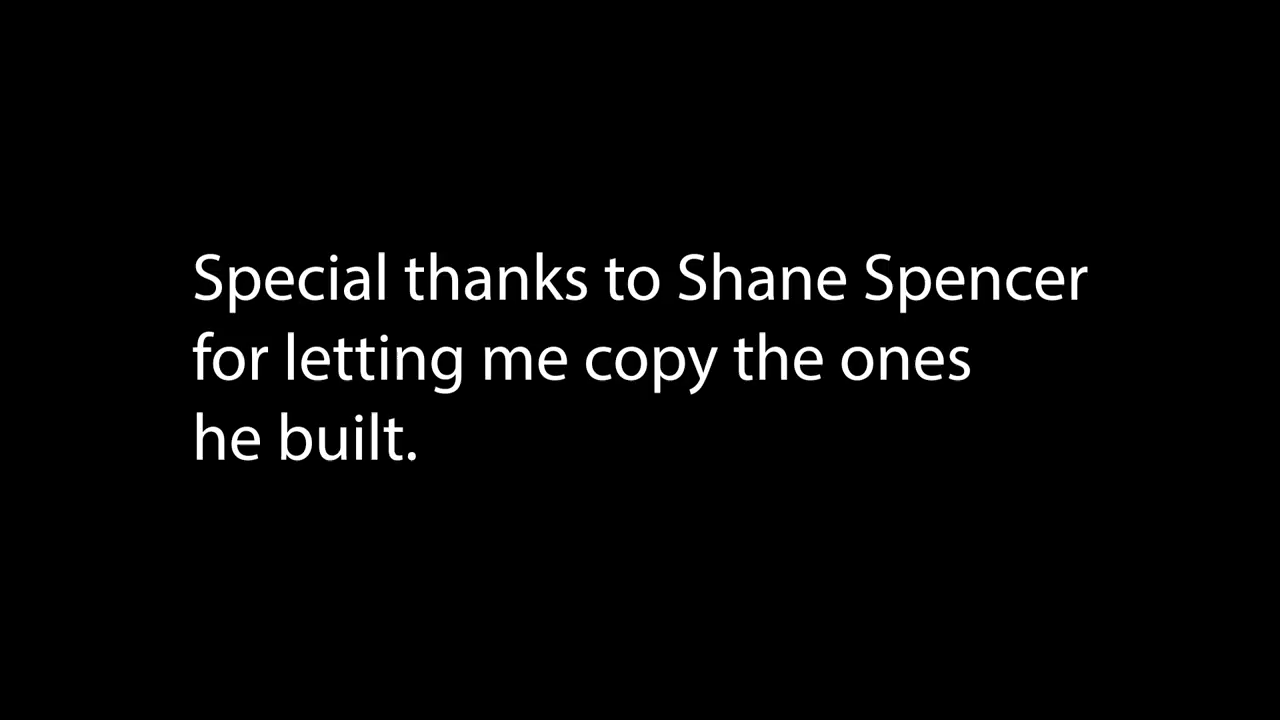 Special thanks to Shane Spencer
for letting me copy the ones
he built.